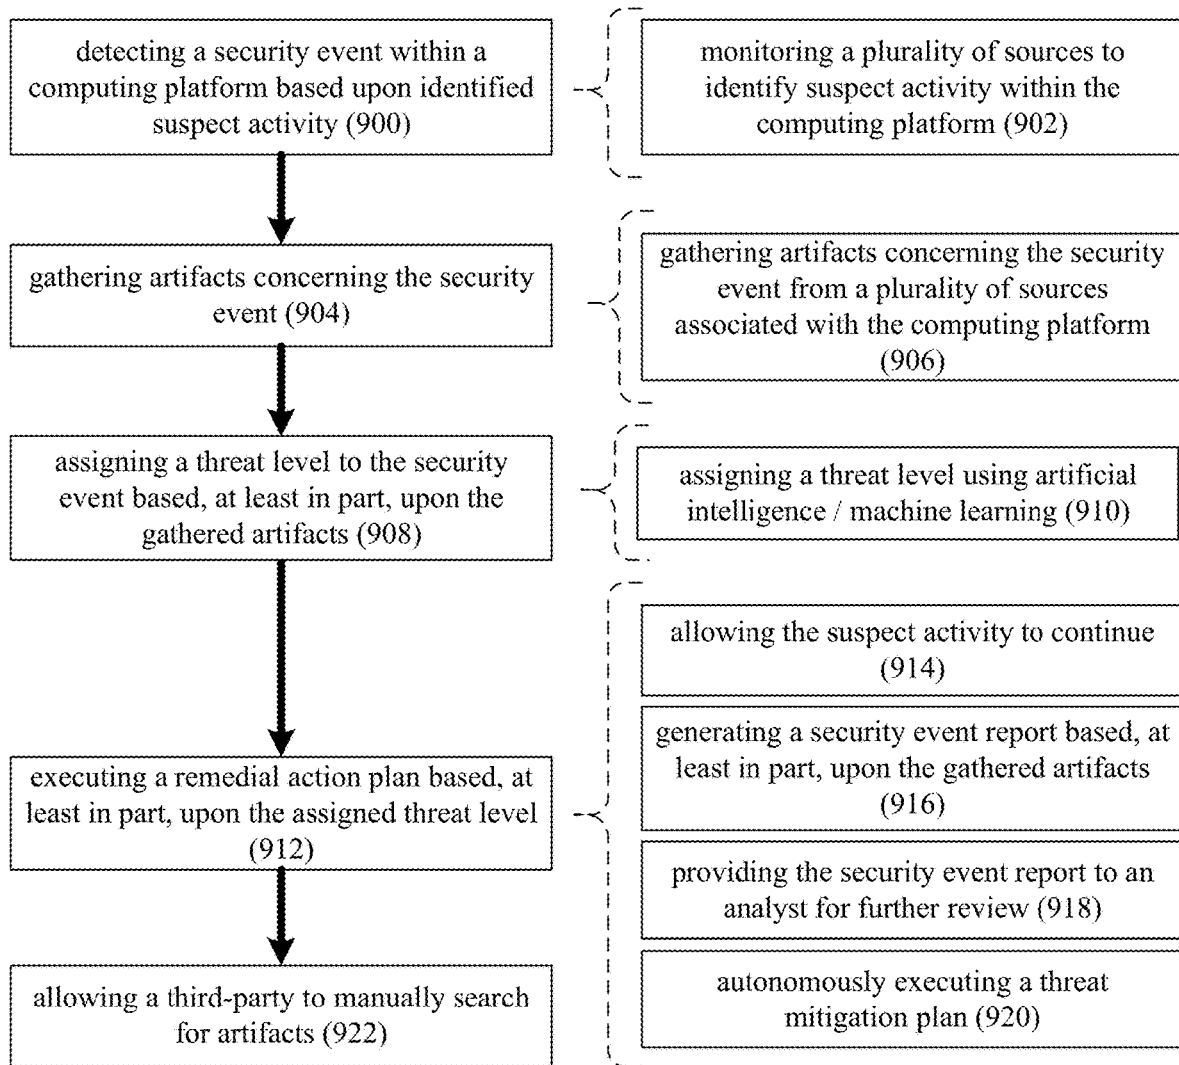 detecting a security event within a
computing platform based upon identified
suspect activity (900)
monitoring a plurality of sources to
identify suspect activity within the
computing platform (902)
gathering artifacts concerning the security
event (904)
gathering artifacts concerning the security
event from a plurality of sources
associated with the computing platform
(906)
assigning a threat level to the security
event based, at least in part, upon the
gathered artifacts (908)
assigning a threat level using artificial
intelligence / machine learning (910)
executing a remedial action plan based, at
least in part, upon the assigned threat level
(912)
allowing the suspect activity to continue
(914)
generating a security event report based, at
least in part, upon the gathered artifacts
(916)
providing the security event report to an
analyst for further review (918)
autonomously executing a threat
mitigation plan (920)
allowing a third-party to manually search
for artifacts (922)